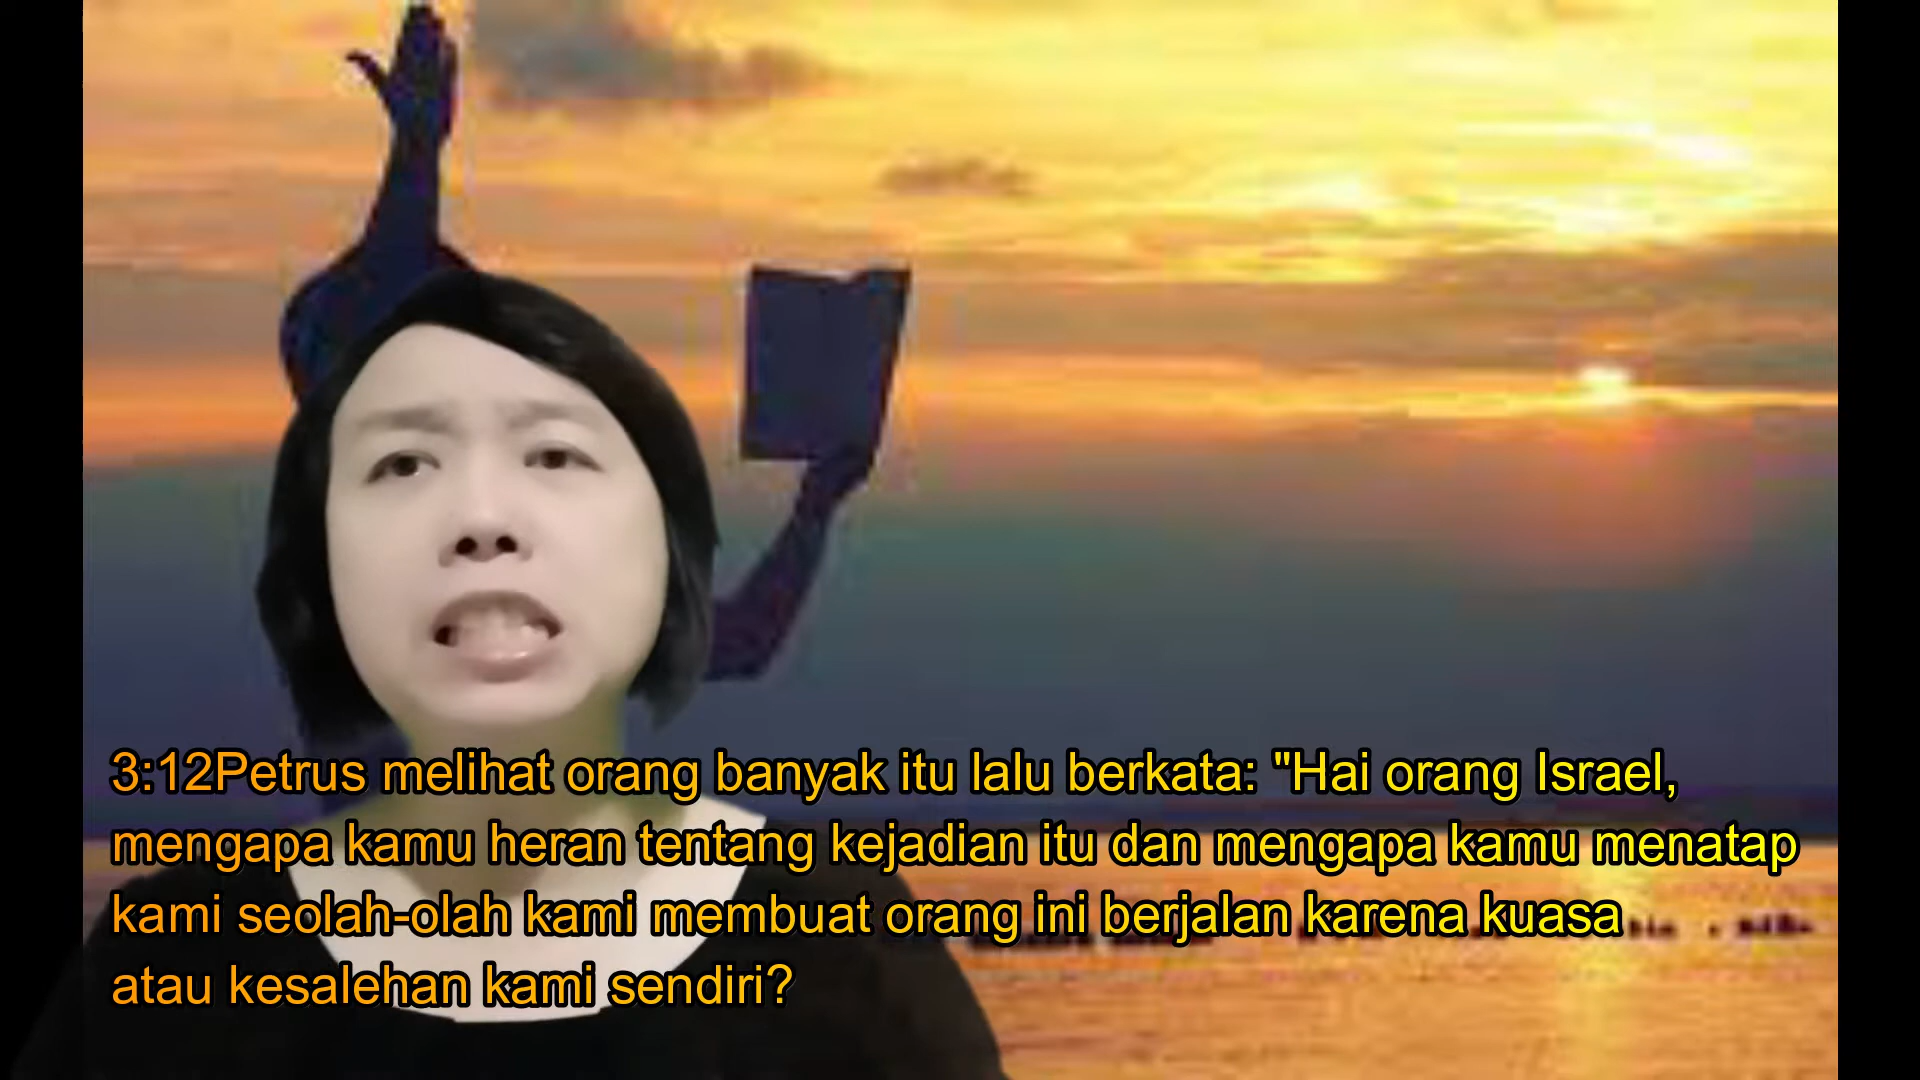 3:12Petrus melihat orang banyak itu lalu berkata: "Hai orang Israel,
mengapa kamu heran tentang kejadian itu dan mengapa kamu menatap
kami seolah-olah kami membuat orang ini berjalan karena kuasa
atau kesalehan kami sendiri?